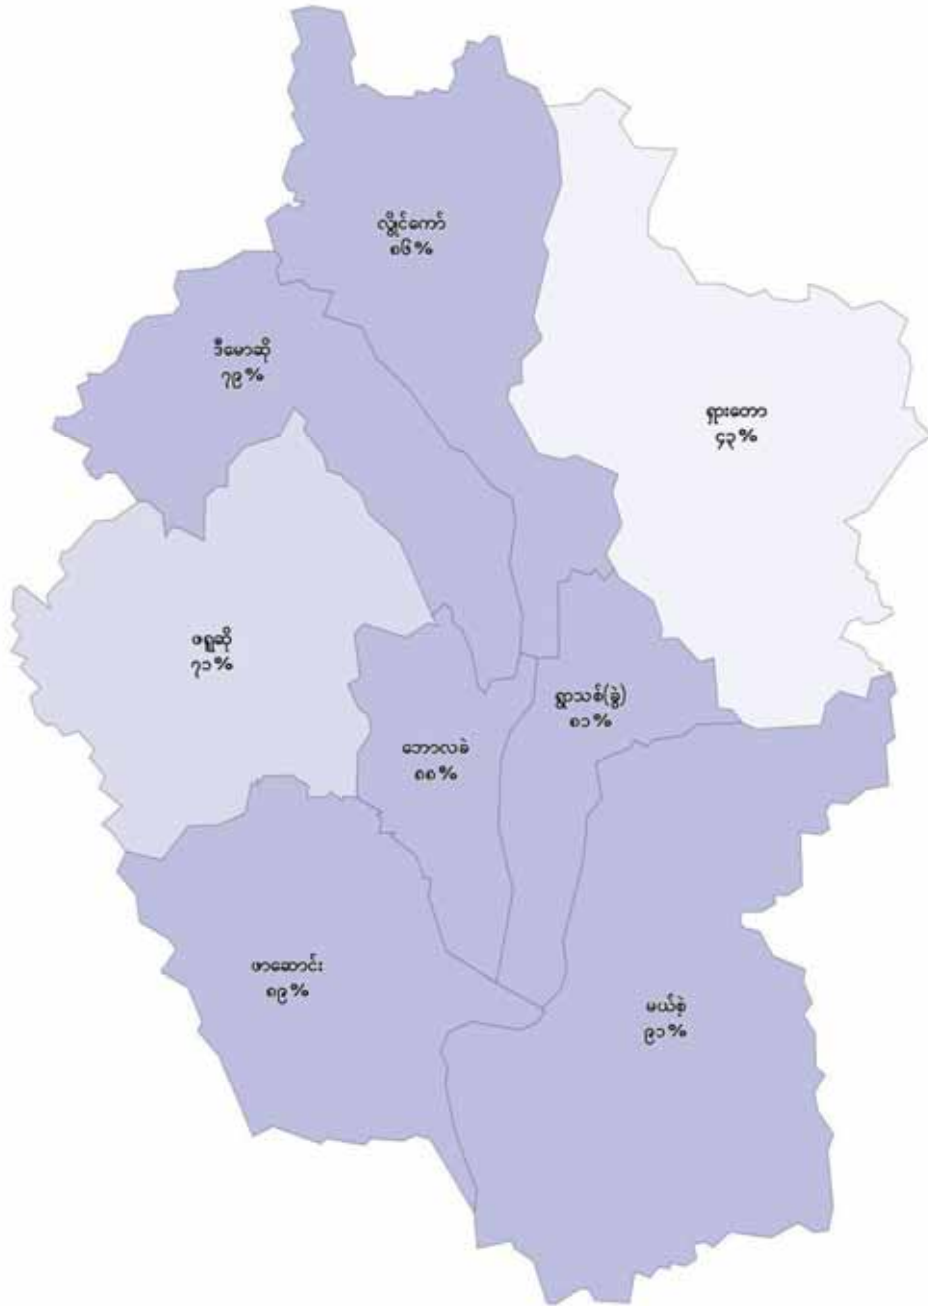 လွိုင်ကော်
၈၆%
ဒီမောဆို
၇၉%
ရှားတော
၄၃%
ဖရူဆို
၇၁%
ရွာသစ်(ခွဲ)
၈၁%
ဘောလခဲ
၈၈%
ဖာဆောင်း
၈၉%
မယ်စဲ့
၉၁%